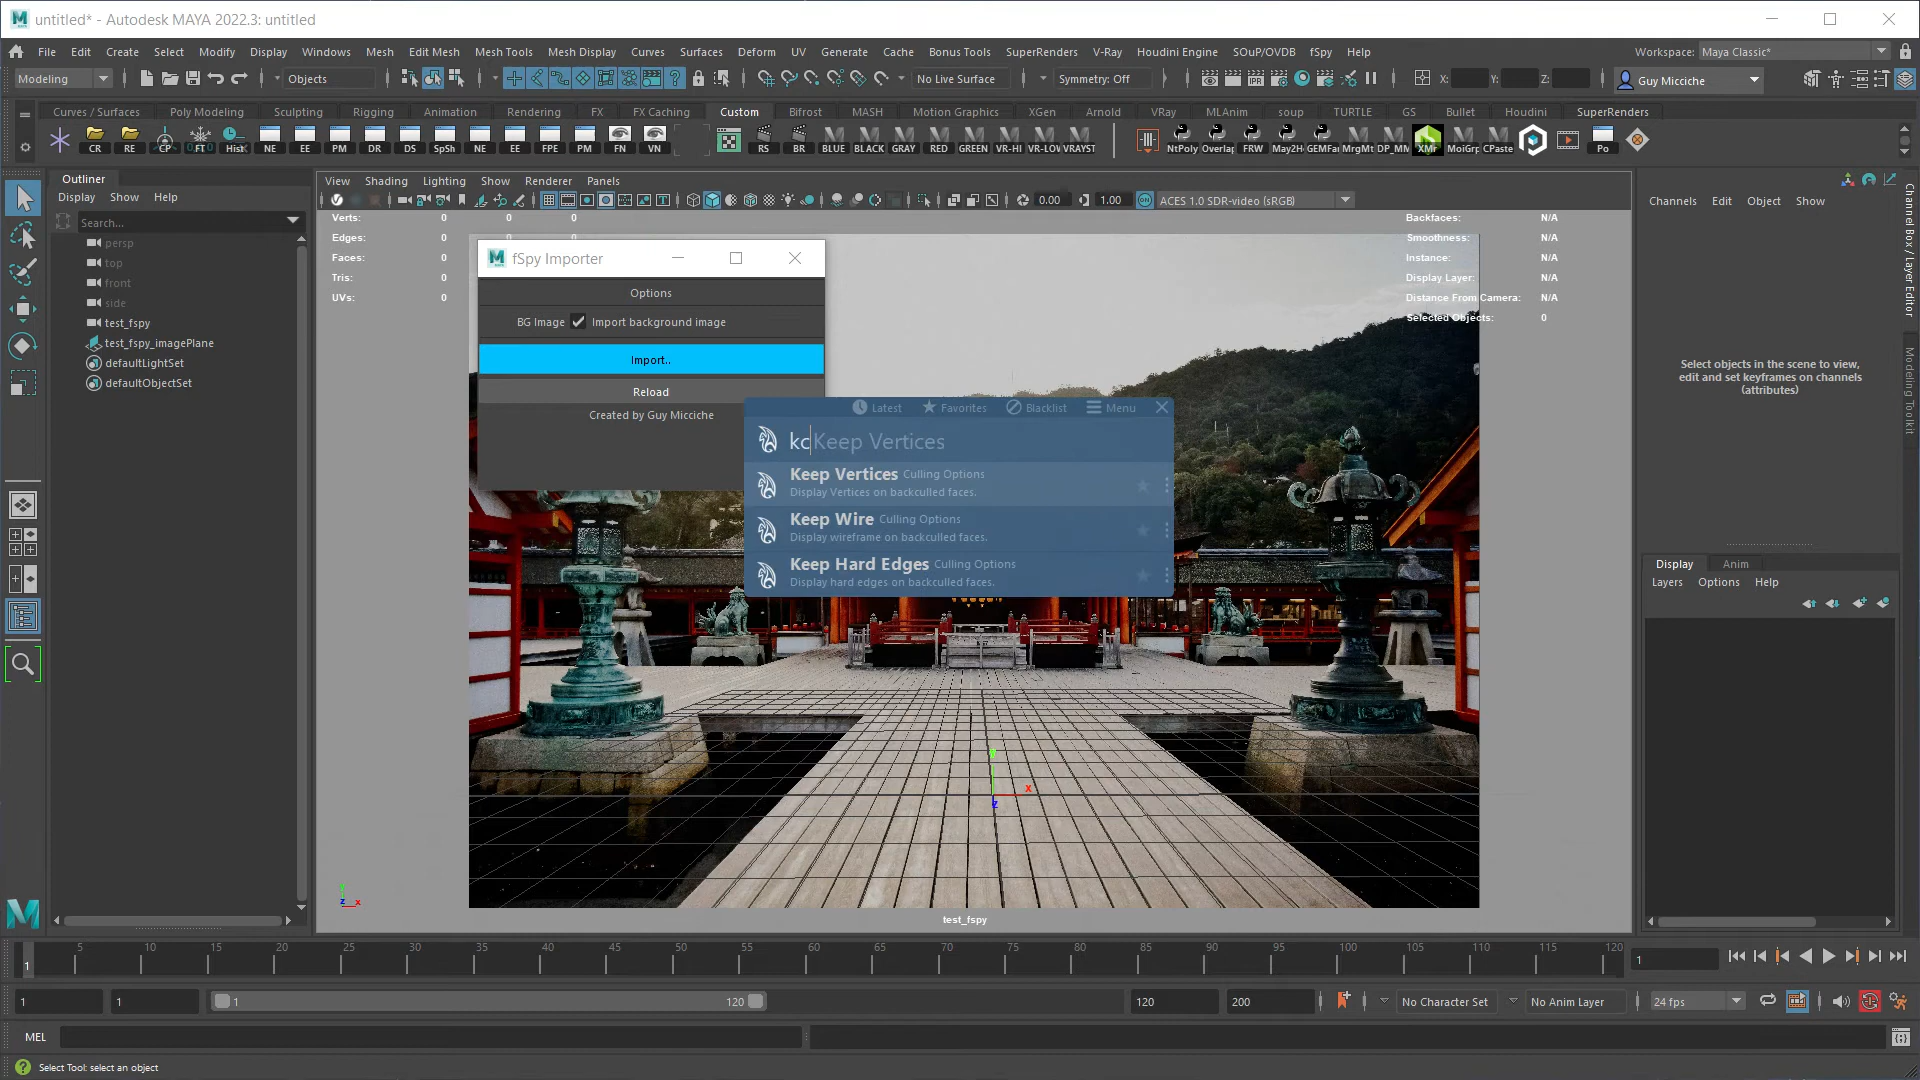 untitled* - Autodesk MAYA 2022.3: untitled
File Edit Create Select Modify Display Windows Mesh Edit Mesh Mesh Tools Mesh Display Curves Surfaces Deform UV Generate Cache Bonus Tools SuperRenders V-Ray Houdini Engine SOuP/OVDB fSpy Help Workspace: Maya Classic*
Modeling Objects No Live Surface Symmetry: Off X: Y: Z: Guy Micciche
Curves / Surfaces Poly Modeling Sculpting Rigging Animation Rendering FX FX Caching Custom Bifrost MASH Motion Graphics XGen Arnold VRay MLAnim soup TURTLE GS Bullet Houdini SuperRenders
CR RE CP FT Hist NE EE PM DR DS SpSh NE EE FPE PM FN VN RS BR BLUE BLACK GRAY RED GREEN VR-HI VR-LOV VRAYST NtPoly Overlap FRW May2H GEMFa MrgMt DP_MM XMr MoiGrp CPaste Po
Outliner
Display Show Help
Search...
persp
top
front
side
test_fspy
test_fspy_imagePlane
defaultLightSet
defaultObjectSet
View Shading Lighting Show Renderer Panels
0.00 1.00 ACES 1.0 SDR-video (sRGB)
Verts: 0 0 0
Edges: 0 0 0
Faces: 0
Tris: 0
UVs: 0
Backfaces: N/A
Smoothness: N/A
Instance: N/A
Display Layer: N/A
Distance From Camera: N/A
Selected Objects: 0
fSpy Importer
Options
BG Image Import background image
Import..
Reload
Created by Guy Micciche
Latest Favorites Blacklist Menu
kc Keep Vertices
Keep Vertices Culling Options
Display Vertices on backculled faces.
Keep Wire Culling Options
Display wireframe on backculled faces.
Keep Hard Edges Culling Options
Display hard edges on backculled faces.
Y
x
z
z x
test_fspy
Channels Edit Object Show
Select objects in the scene to view,
edit and set keyframes on channels
(attributes)
Channel Box / Layer Editor
Modeling Toolkit
Display Anim
Layers Options Help
5 10 15 20 25 30 35 40 45 50 55 60 65 70 75 80 85 90 95 100 105 110 115 120
1 1
1 1 1 120 120 200 No Character Set No Anim Layer 24 fps
MEL
Select Tool: select an object